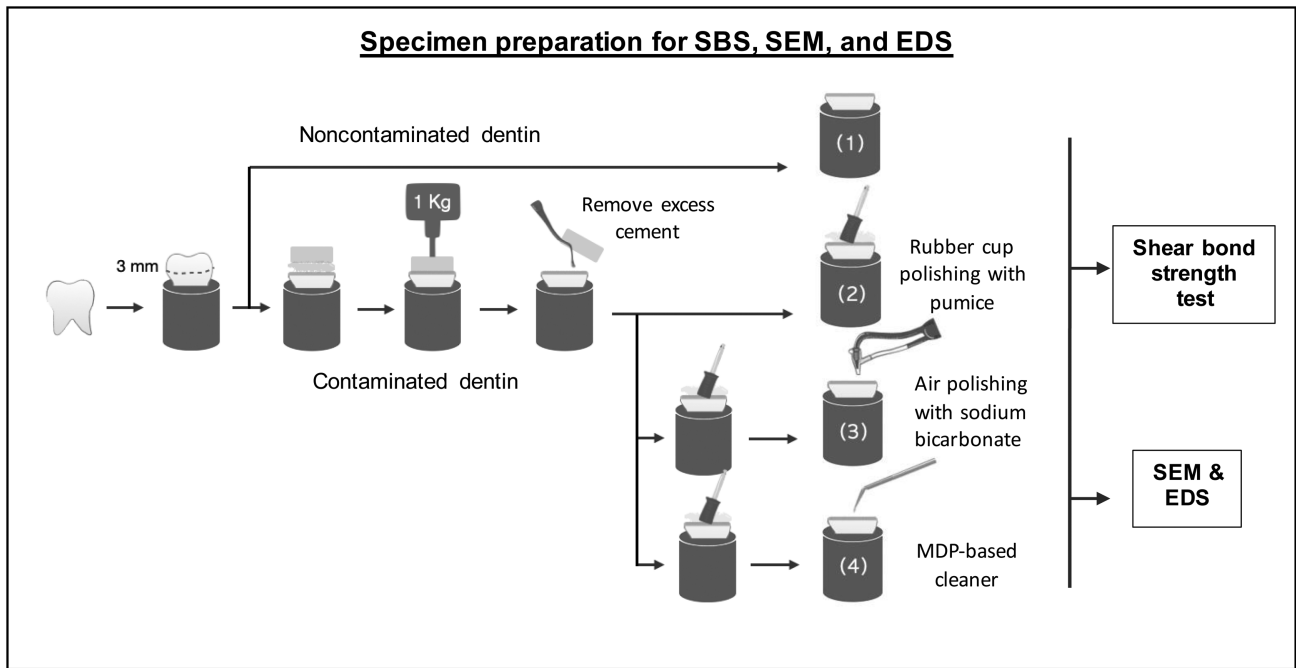 Specimen preparation for SBS, SEM, and EDS
Noncontaminated dentin
(1)
1 Kg
Remove excess
cement
3 mm
Rubber cup
polishing with
pumice
(2)
Shear bond
strength
test
Contaminated dentin
Air polishing
with sodium
bicarbonate
(3)
SEM &
EDS
MDP-based
cleaner
(4)